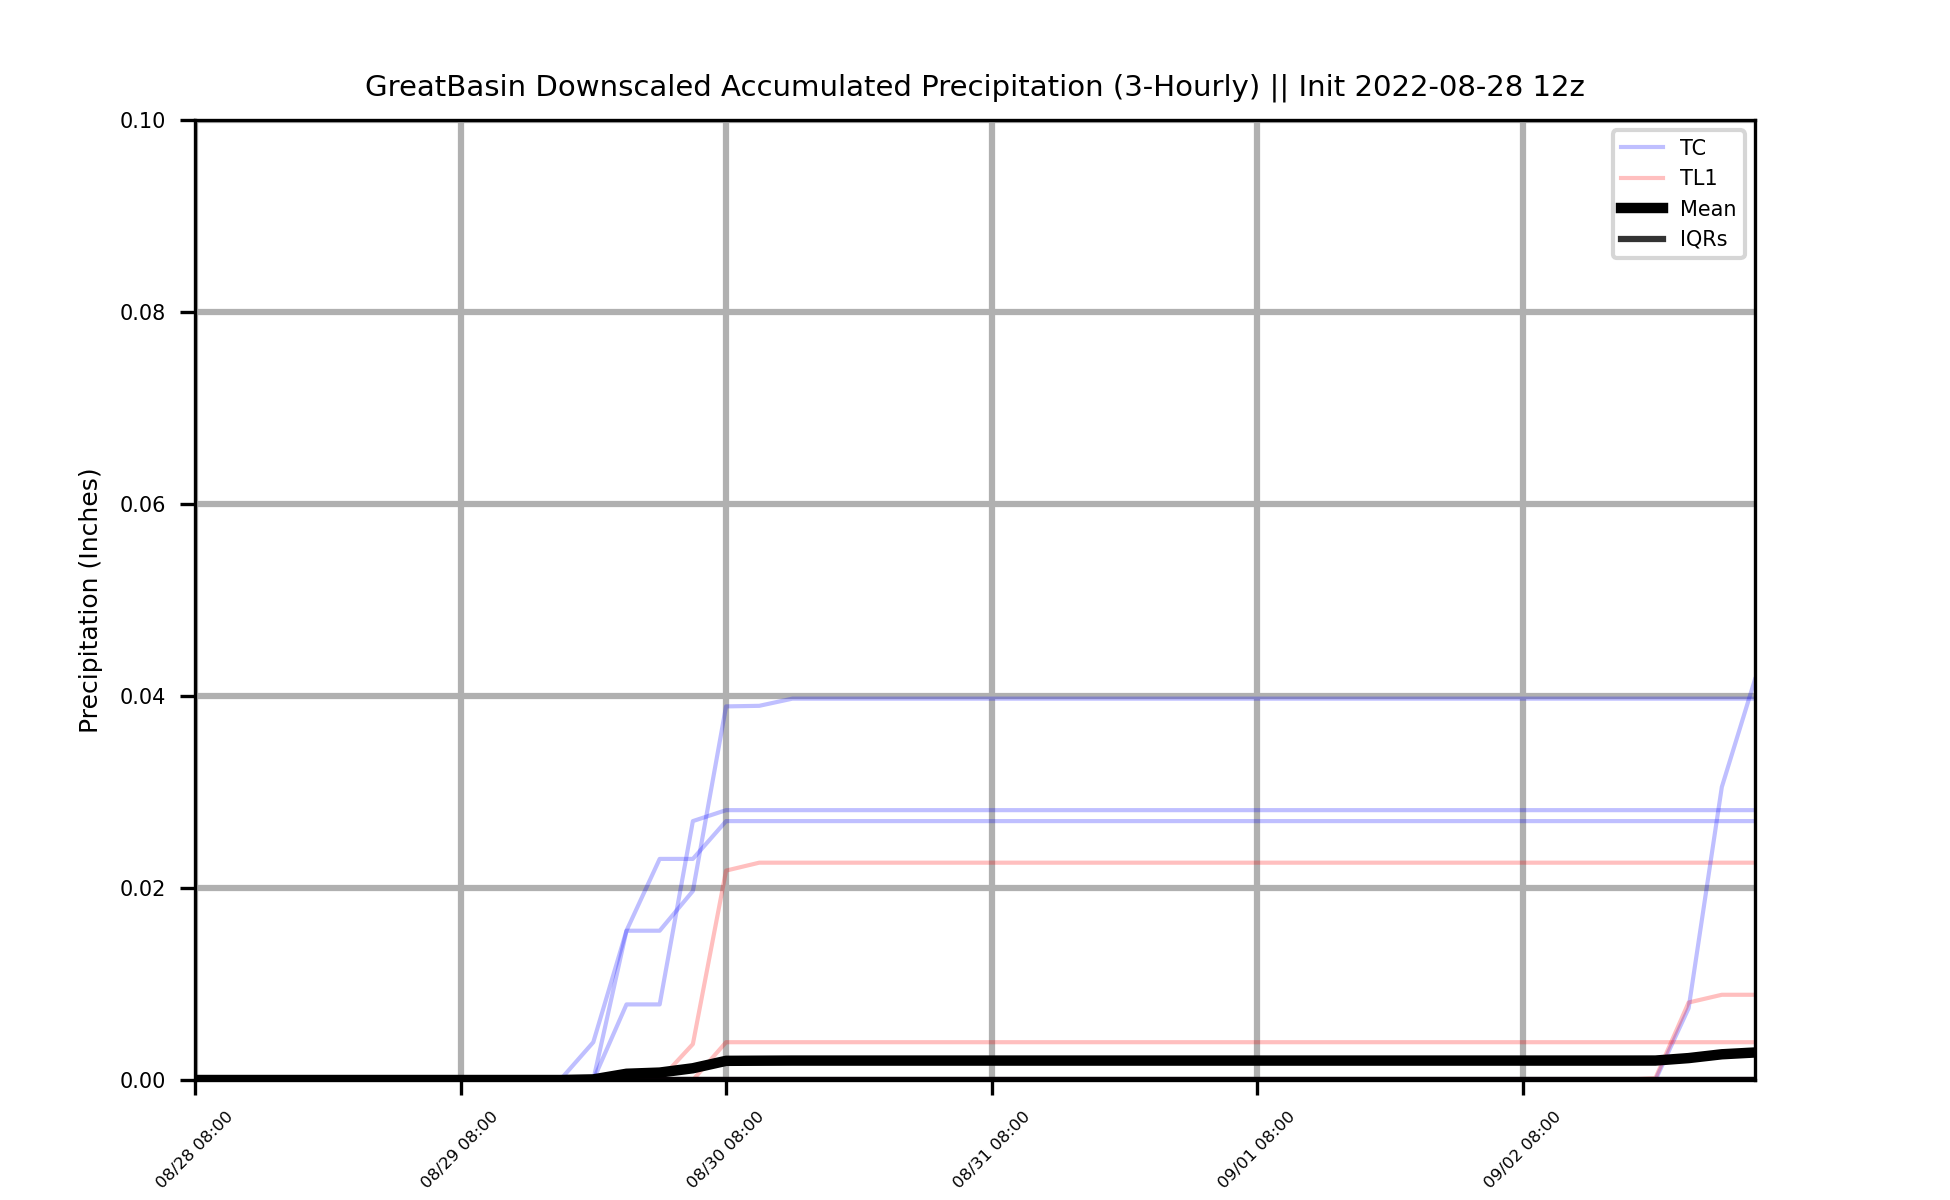 GreatBasin Downscaled Accumulated Precipitation (3-Hourly) || Init 2022-08-28 12z
TC
TL1
Mean
IQRs
Precipitation (Inches)
0.10
0.08
0.06
0.04
0.02
0.00
08/28 08:00
08/29 08:00
08/30 08:00
08/31 08:00
09/01 08:00
09/02 08:00